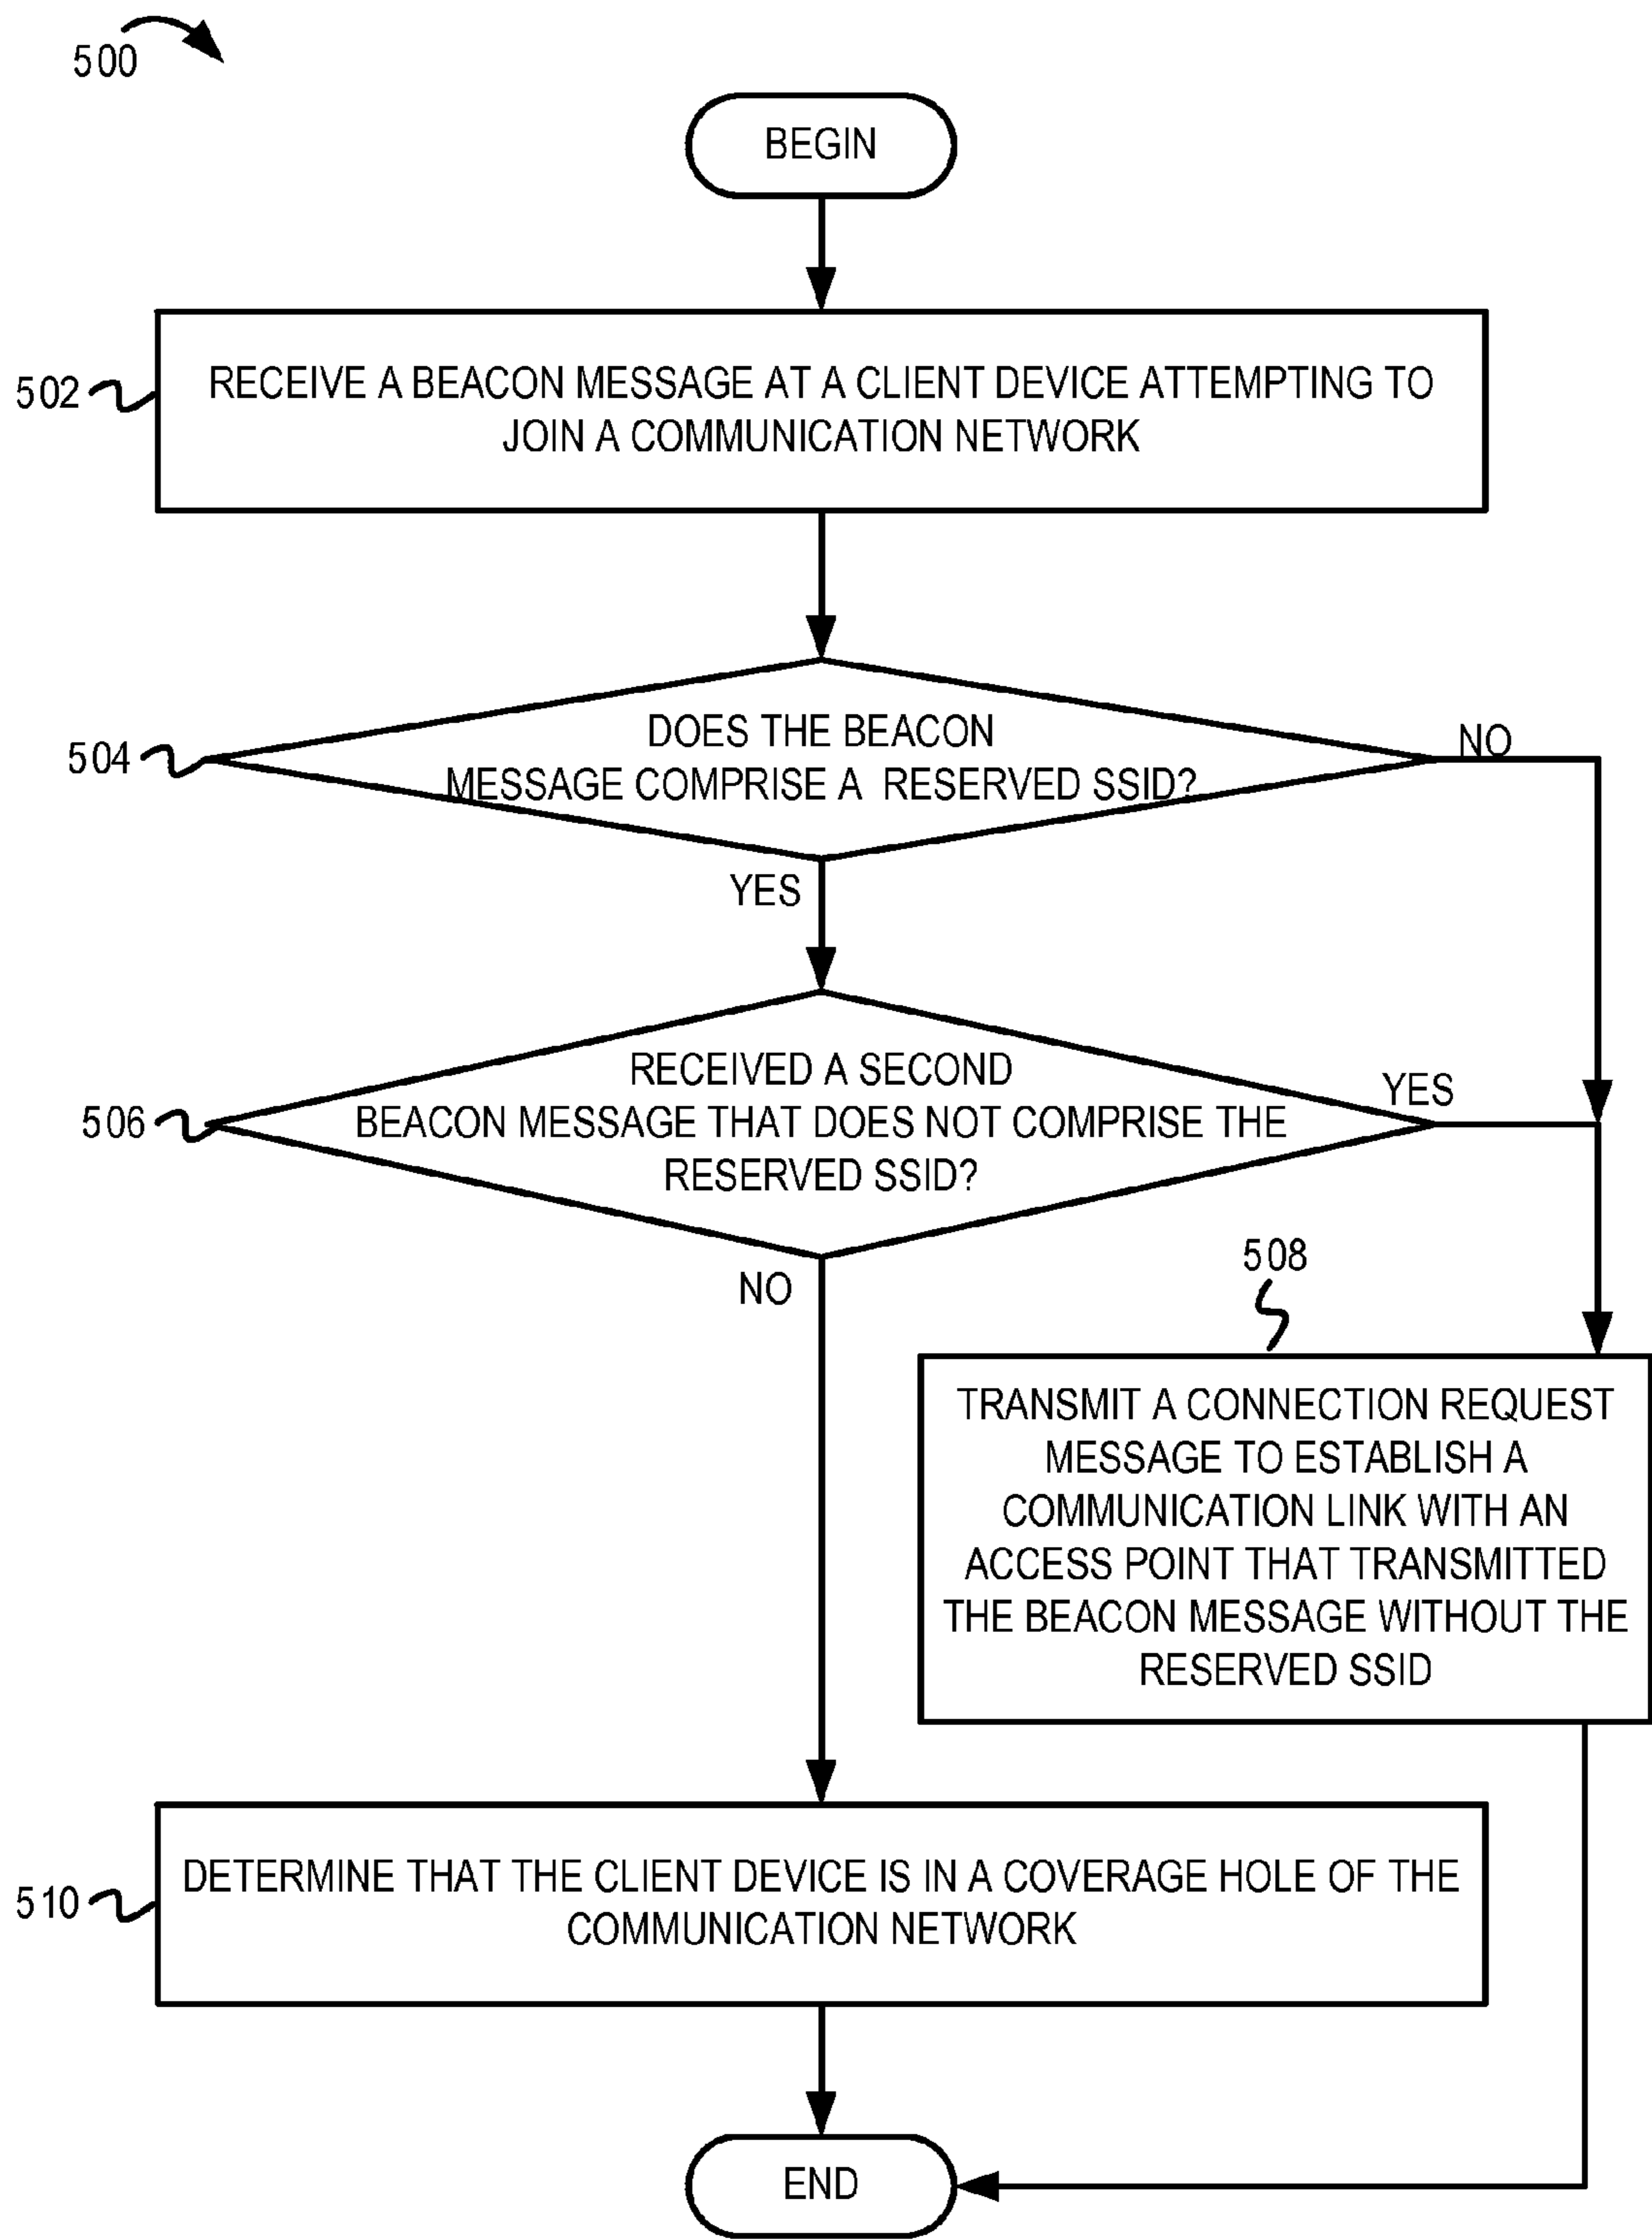 500
BEGIN
502
RECEIVE A BEACON MESSAGE AT A CLIENT DEVICE ATTEMPTING TO
JOIN A COMMUNICATION NETWORK
504
DOES THE BEACON
MESSAGE COMPRISE A RESERVED SSID?
NO
YES
506
RECEIVED A SECOND
BEACON MESSAGE THAT DOES NOT COMPRISE THE
RESERVED SSID?
YES
NO
508
TRANSMIT A CONNECTION REQUEST
MESSAGE TO ESTABLISH A
COMMUNICATION LINK WITH AN
ACCESS POINT THAT TRANSMITTED
THE BEACON MESSAGE WITHOUT THE
RESERVED SSID
510
DETERMINE THAT THE CLIENT DEVICE IS IN A COVERAGE HOLE OF THE
COMMUNICATION NETWORK
END